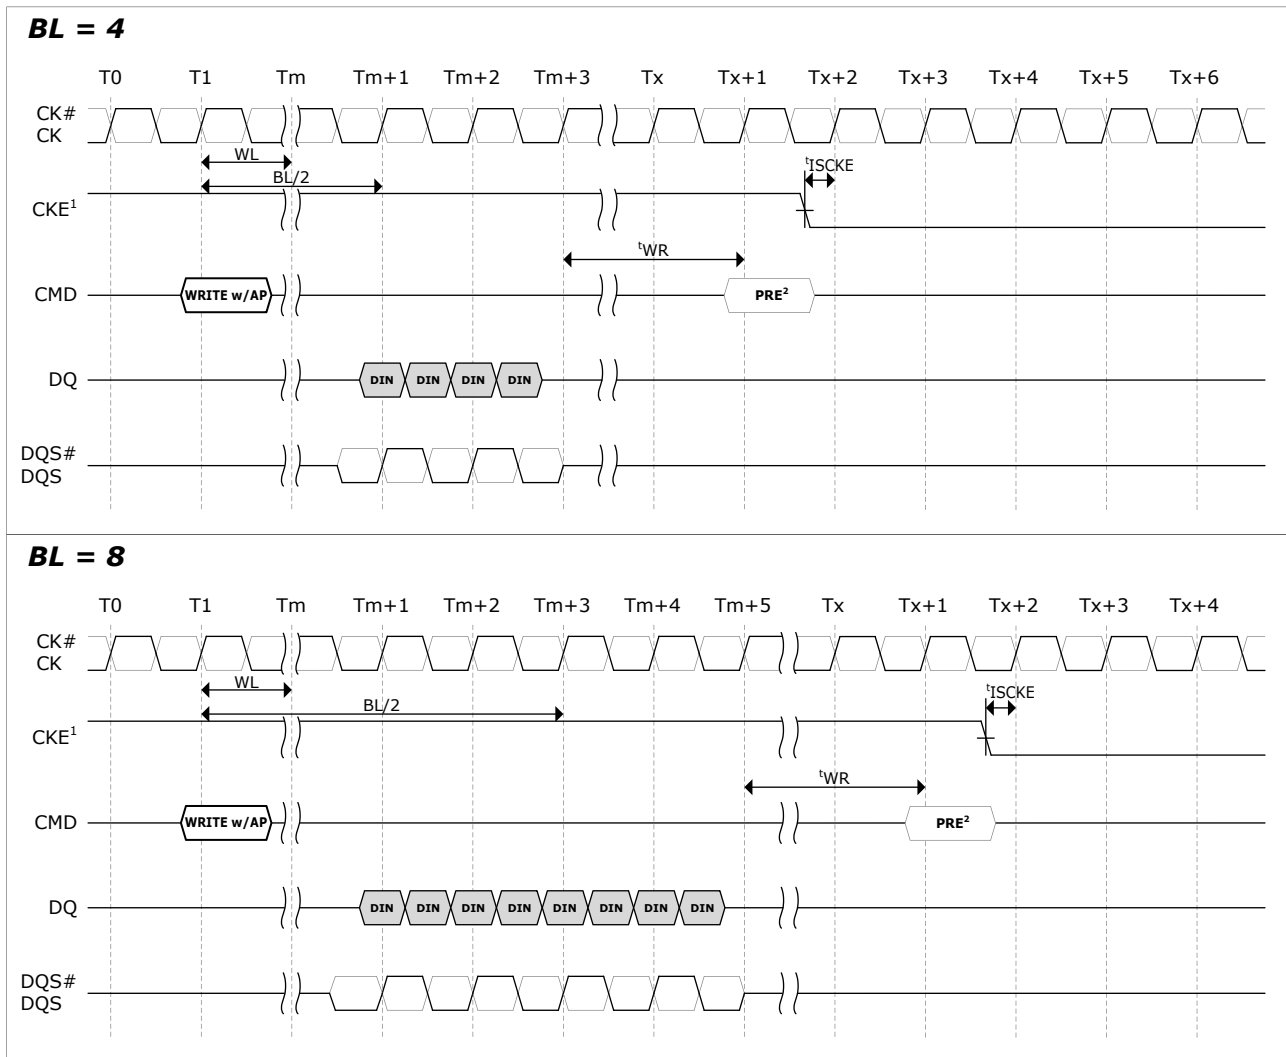 BL = 4
T0 T1 Tm Tm+1 Tm+2 Tm+3 Tx Tx+1 Tx+2 Tx+3 Tx+4 Tx+5 Tx+6
CK#
CK
WL
BL/2
tISCKE
CKE1
tWR
CMD WRITE w/AP PRE2
DQ DIN DIN DIN DIN
DQS#
DQS
BL = 8
T0 T1 Tm Tm+1 Tm+2 Tm+3 Tm+4 Tm+5 Tx Tx+1 Tx+2 Tx+3 Tx+4
CK#
CK
WL
BL/2
tISCKE
CKE1
tWR
CMD WRITE w/AP PRE2
DQ DIN DIN DIN DIN DIN DIN DIN DIN
DQS#
DQS